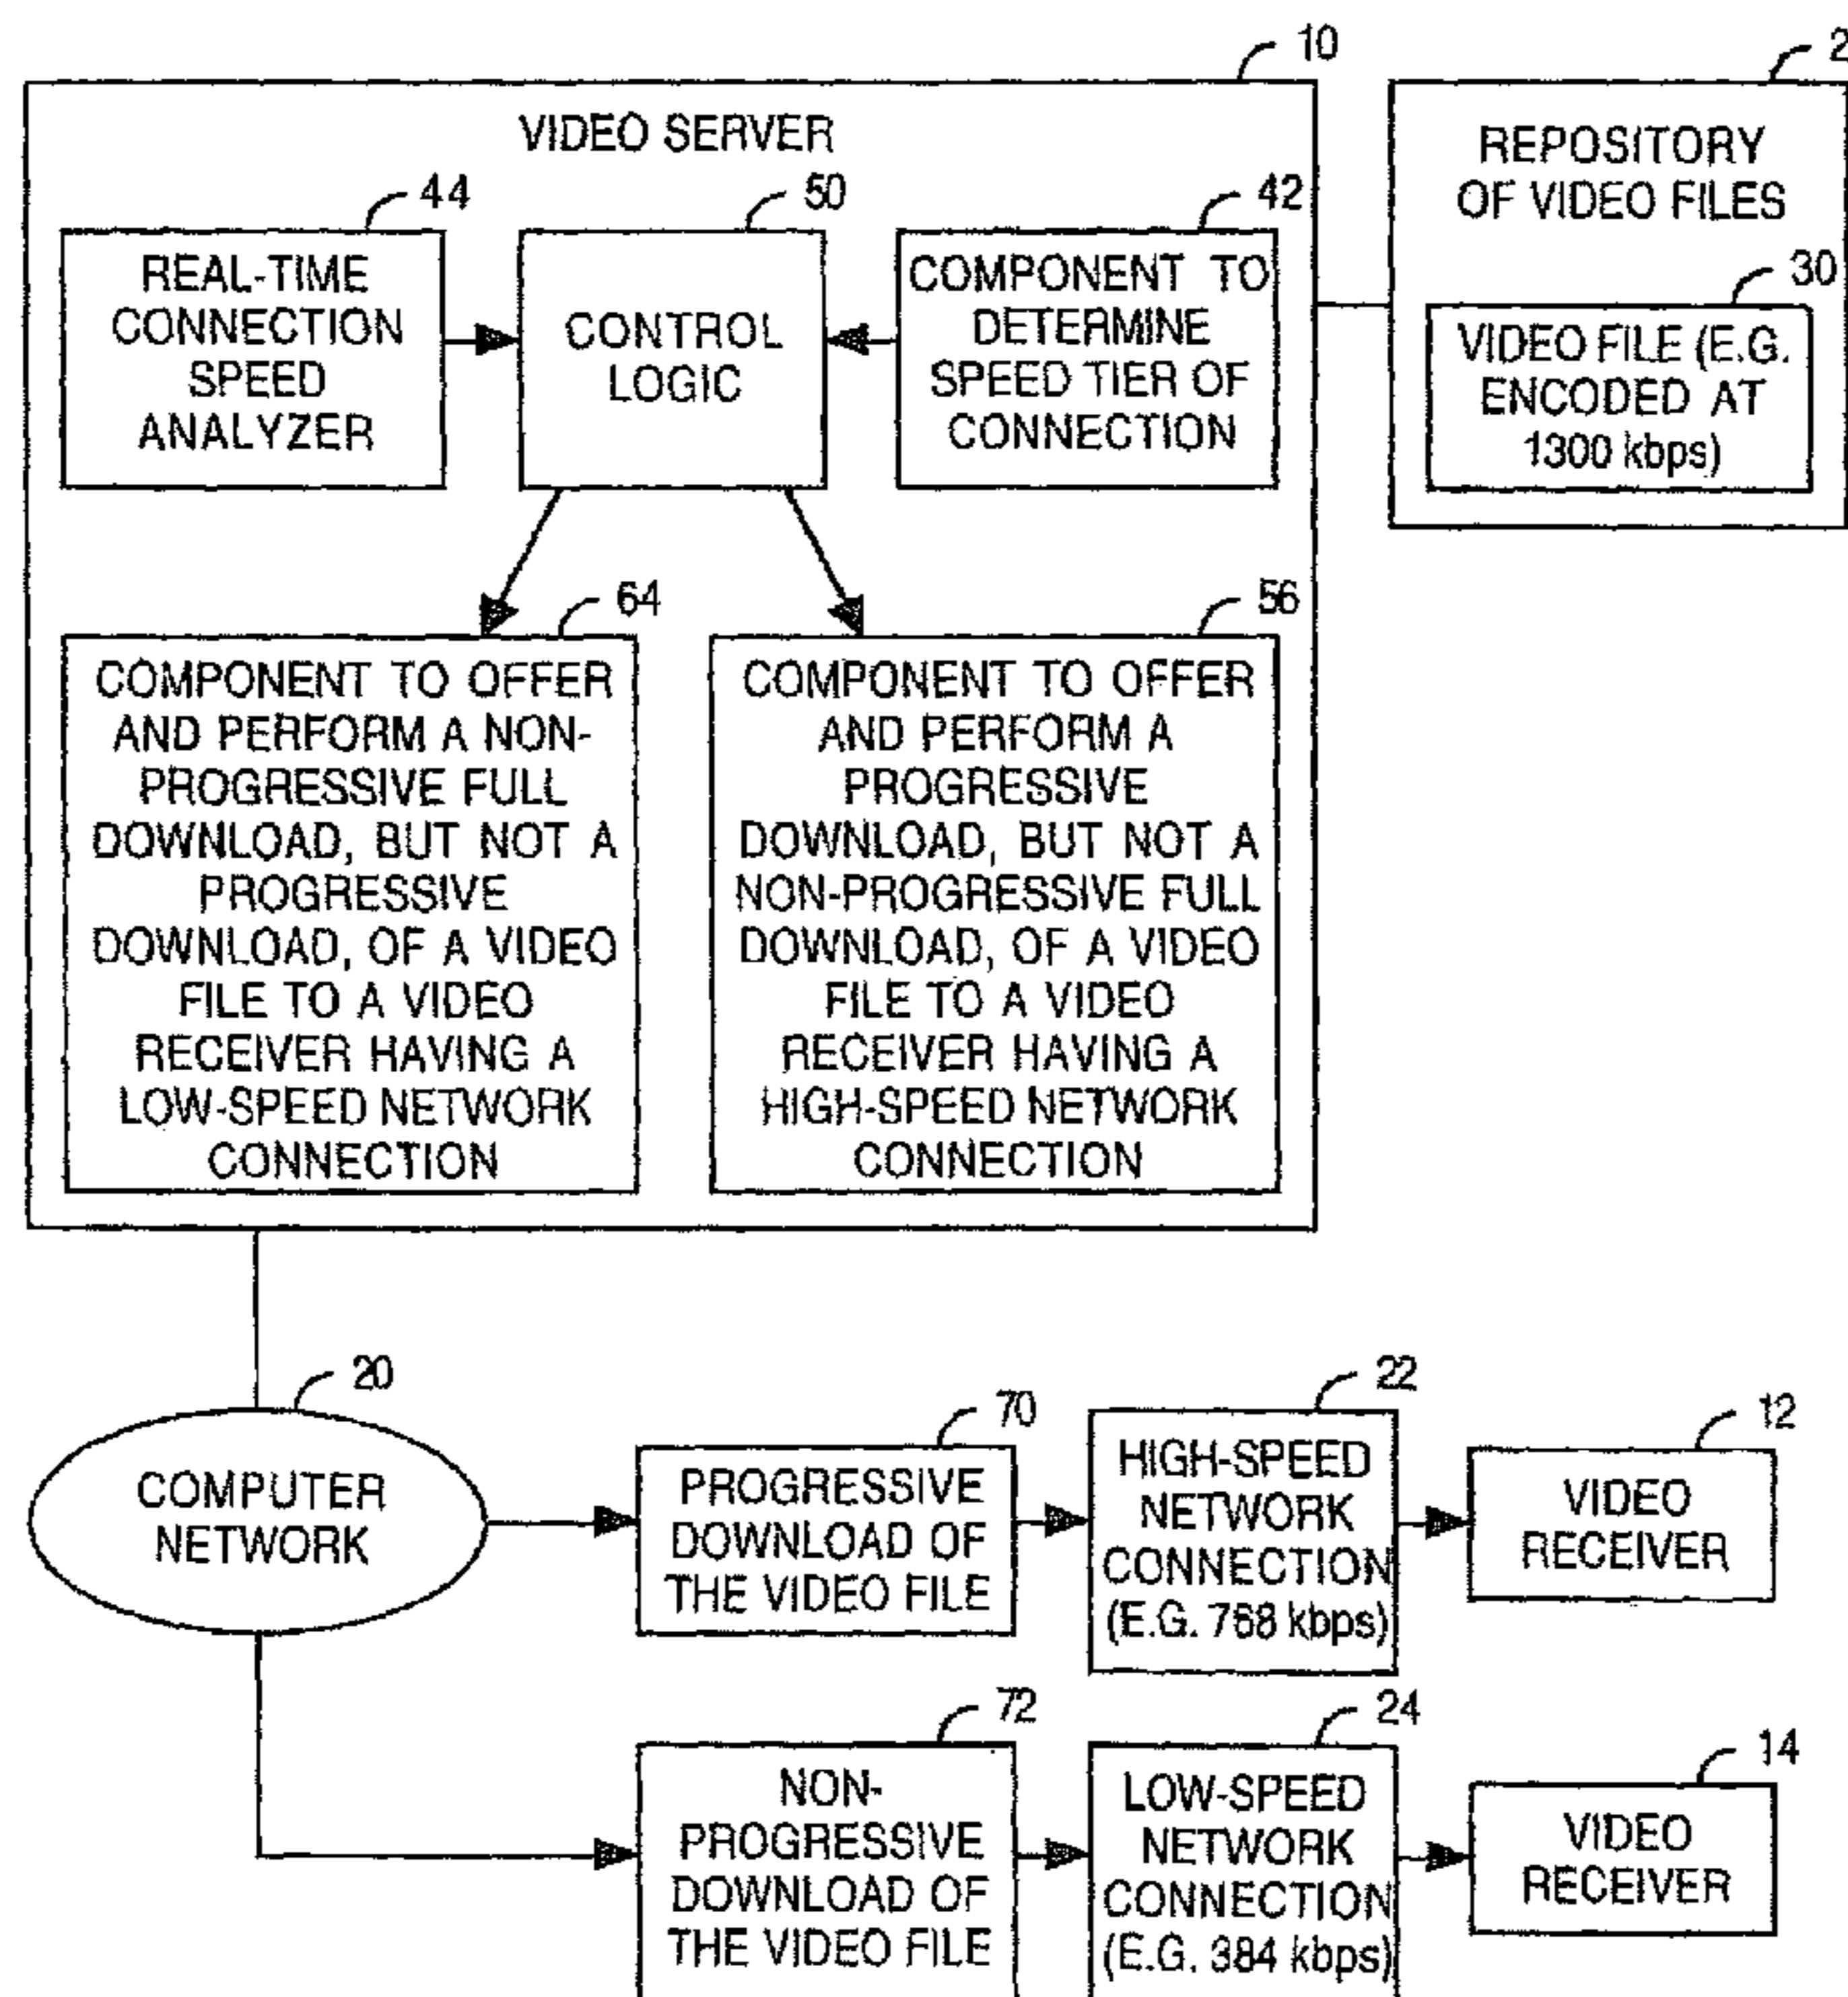 10
2
VIDEO SERVER
REPOSITORY
OF VIDEO FILES
44
50
42
30
REAL-TIME
CONNECTION
SPEED
ANALYZER
CONTROL
LOGIC
COMPONENT TO
DETERMINE
SPEED TIER OF
CONNECTION
VIDEO FILE (E.G.
ENCODED AT
1300 kbps)
64
56
COMPONENT TO OFFER
AND PERFORM A NON-
PROGRESSIVE FULL
DOWNLOAD, BUT NOT A
PROGRESSIVE
DOWNLOAD, OF A VIDEO
FILE TO A VIDEO
RECEIVER HAVING A
LOW-SPEED NETWORK
CONNECTION
COMPONENT TO OFFER
AND PERFORM A
PROGRESSIVE
DOWNLOAD, BUT NOT A
NON-PROGRESSIVE FULL
DOWNLOAD, OF A VIDEO
FILE TO A VIDEO
RECEIVER HAVING A
HIGH-SPEED NETWORK
CONNECTION
20
70
22
12
COMPUTER
NETWORK
PROGRESSIVE
DOWNLOAD OF
THE VIDEO FILE
HIGH-SPEED
NETWORK
CONNECTION
(E.G. 768 kbps)
VIDEO
RECEIVER
72
24
14
NON-
PROGRESSIVE
DOWNLOAD OF
THE VIDEO FILE
LOW-SPEED
NETWORK
CONNECTION
(E.G. 384 kbps)
VIDEO
RECEIVER